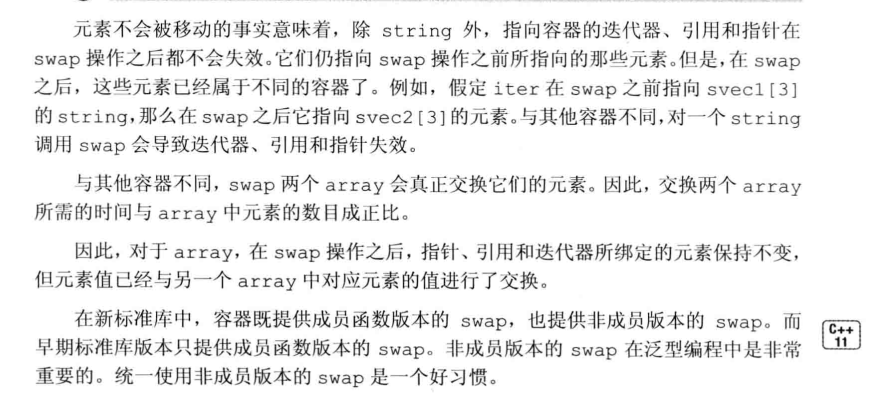 元素不会被移动的事实意味着，除 string 外，指向容器的迭代器、引用和指针在
swap 操作之后都不会失效。它们仍指向 swap 操作之前所指向的那些元素。但是，在 swap
之后，这些元素已经属于不同的容器了。例如，假定 iter 在 swap 之前指向 svec1[3]
的 string，那么在 swap 之后它指向 svec2[3]的元素。与其他容器不同，对一个 string
调用 swap 会导致迭代器、引用和指针失效。
与其他容器不同，swap 两个 array 会真正交换它们的元素。因此，交换两个 array
所需的时间与 array 中元素的数目成正比。
因此，对于 array，在 swap 操作之后，指针、引用和迭代器所绑定的元素保持不变，
但元素值已经与另一个 array 中对应元素的值进行了交换。
在新标准库中，容器既提供成员函数版本的 swap，也提供非成员版本的 swap。而
早期标准库版本只提供成员函数版本的 swap。非成员版本的 swap 在泛型编程中是非常
重要的。统一使用非成员版本的 swap 是一个好习惯。
C++
11